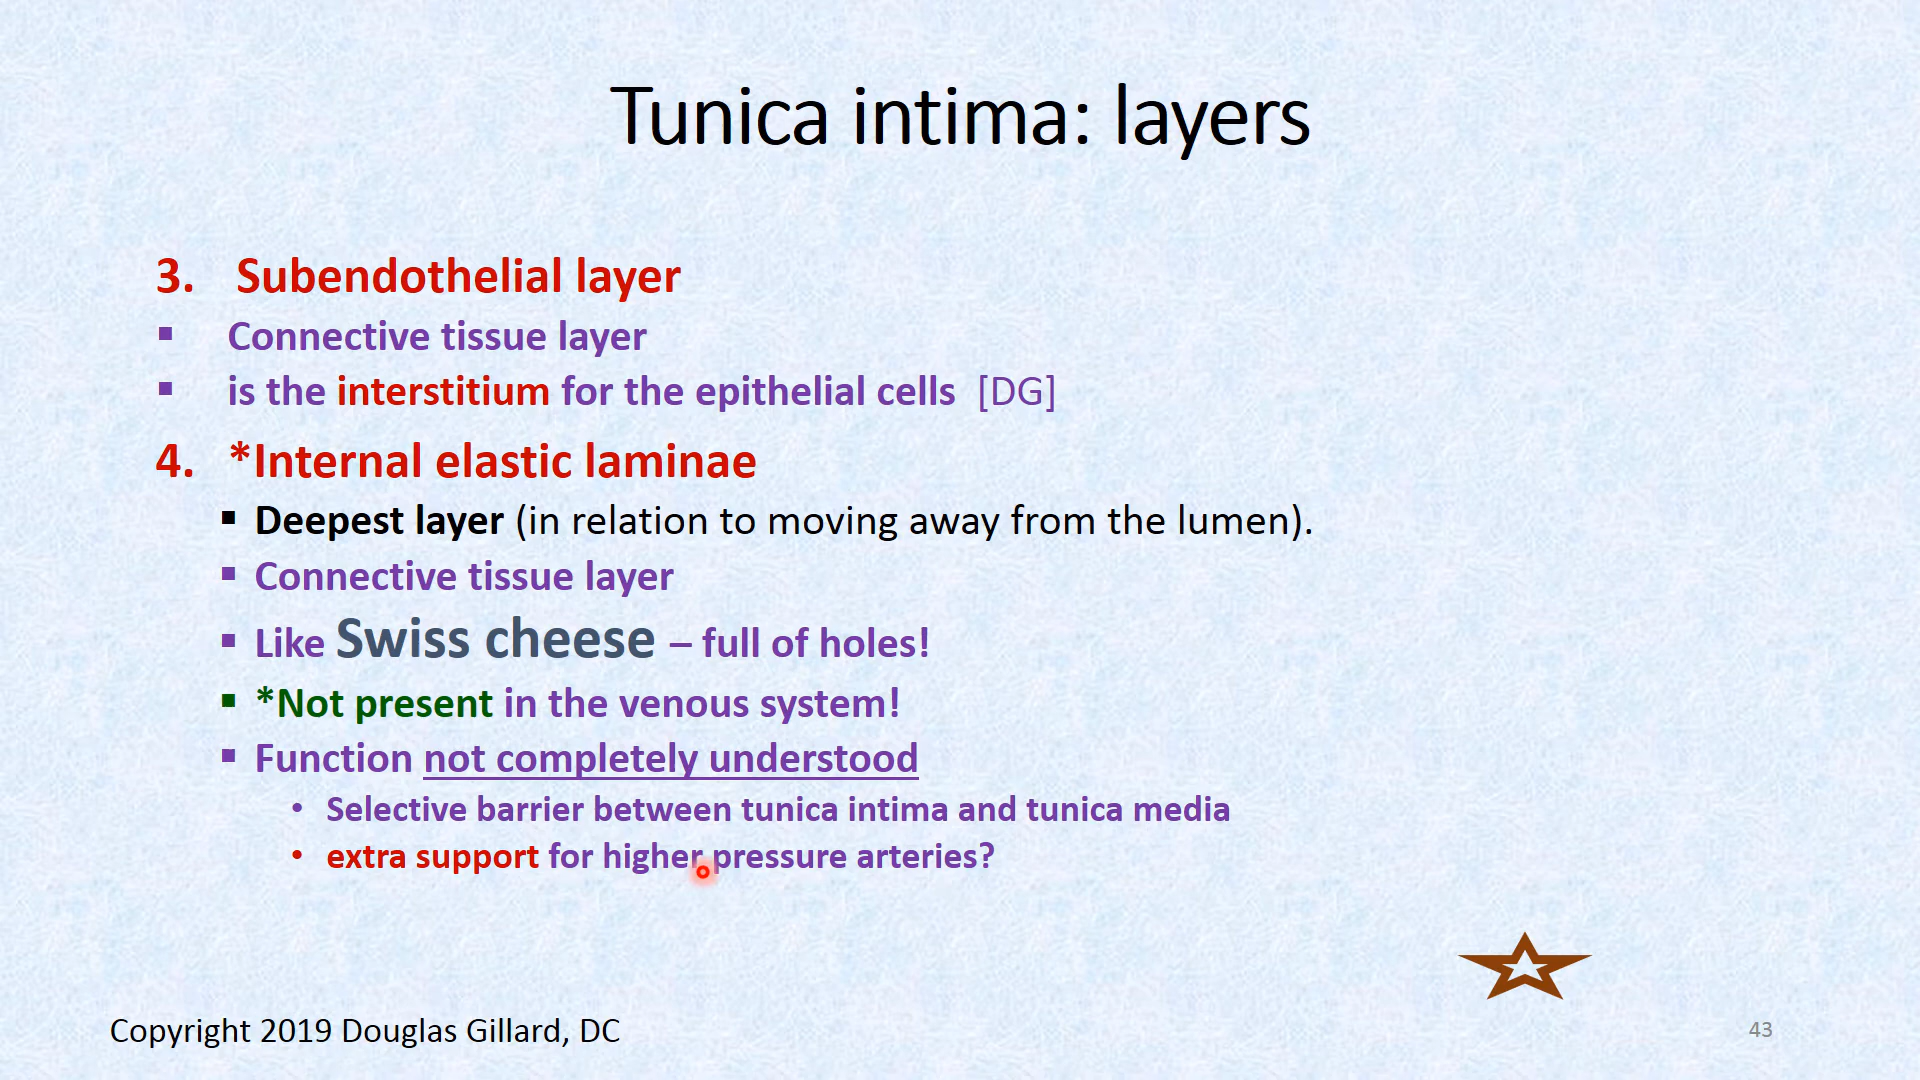 Tunica intima: layers
3. Subendothelial layer
▪ Connective tissue layer
▪ is the interstitium for the epithelial cells [DG]
4. *Internal elastic laminae
▪ Deepest layer (in relation to moving away from the lumen).
▪ Connective tissue layer
▪ Like Swiss cheese – full of holes!
▪ *Not present in the venous system!
▪ Function not completely understood
• Selective barrier between tunica intima and tunica media
• extra support for higher pressure arteries?
Copyright 2019 Douglas Gillard, DC
43